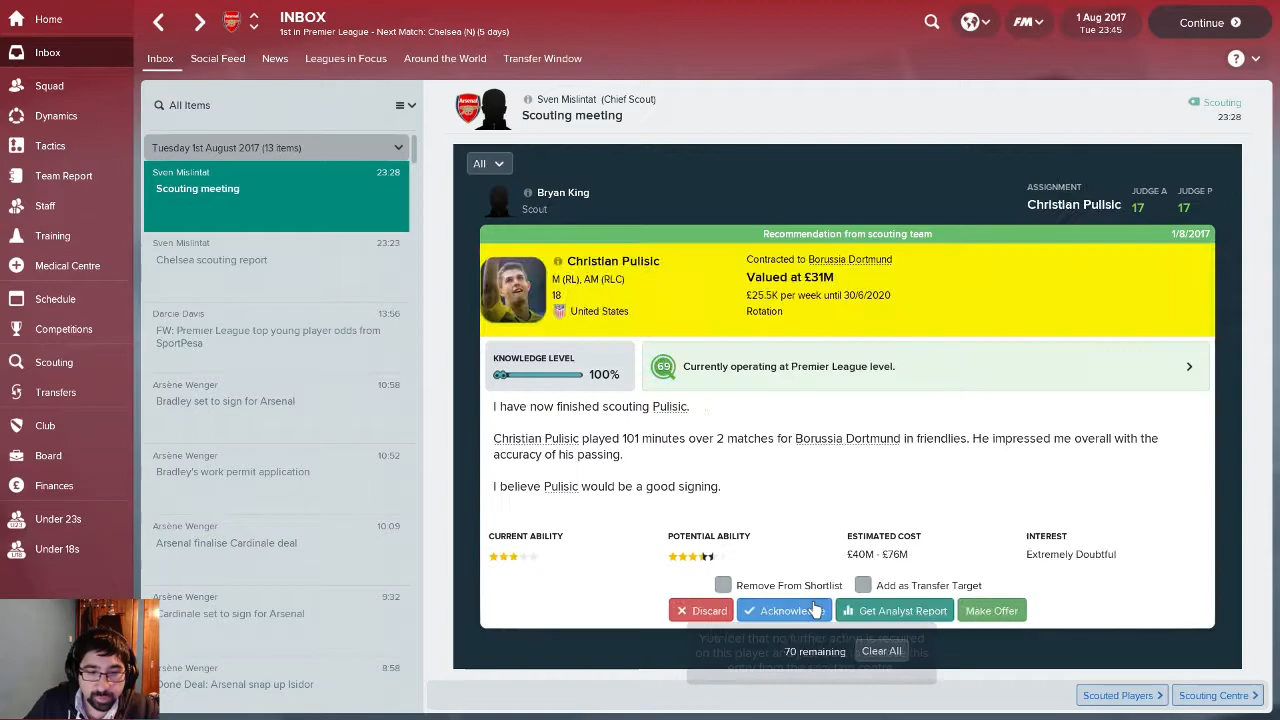 Home
Inbox
Squad
Dynamics
Tactics
Team Report
Staff
Training
Medical Centre
Schedule
Competitions
Scouting
Transfers
Club
Board
Finances
Under 23s
Under 18s
INBOX
1st in Premier League - Next Match: Chelsea (N) (5 days)
FM
1 Aug 2017
Tue 23:45
Continue
Inbox
Social Feed
News
Leagues in Focus
Around the World
Transfer Window
All Items
Tuesday 1st August 2017 (13 items)
Sven Mislintat 23:28
Scouting meeting
Sven Mislintat 23:23
Chelsea scouting report
Darcie Davis 13:56
FW: Premier League top young player odds from
SportPesa
Arsène Wenger 10:58
Bradley set to sign for Arsenal
Arsène Wenger 10:52
Bradley's work permit application
Arsène Wenger 10:09
Arsenal finalise Cardinale deal
Arsène Wenger 9:32
Cardinale set to sign for Arsenal
Arsène Wenger 8:58
Done Deal: Arsenal snap up Isidor
Sven Mislintat (Chief Scout)
Scouting meeting
Scouting
23:28
All
Bryan King
Scout
ASSIGNMENT
Christian Pulisic
JUDGE A
17
JUDGE P
17
Recommendation from scouting team 1/8/2017
Christian Pulisic
M (RL), AM (RLC)
18
United States
Contracted to Borussia Dortmund
Valued at £31M
£25.5K per week until 30/6/2020
Rotation
KNOWLEDGE LEVEL
100%
69 Currently operating at Premier League level.
I have now finished scouting Pulisic.
Christian Pulisic played 101 minutes over 2 matches for Borussia Dortmund in friendlies. He impressed me overall with the
accuracy of his passing.
I believe Pulisic would be a good signing.
CURRENT ABILITY
POTENTIAL ABILITY
ESTIMATED COST
£40M - £76M
INTEREST
Extremely Doubtful
Remove From Shortlist
Add as Transfer Target
Discard
Get Analyst Report
Make Offer
You feel that no further action is required
on this player
70 remaining
Clear All
Scouted Players
Scouting Centre